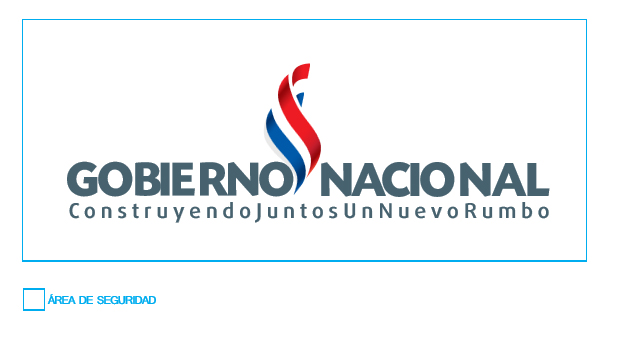 GOBIERNO NACIONAL
ConstruyendoJuntosUnNuevoRumbo
ÁREA DE SEGURIDAD